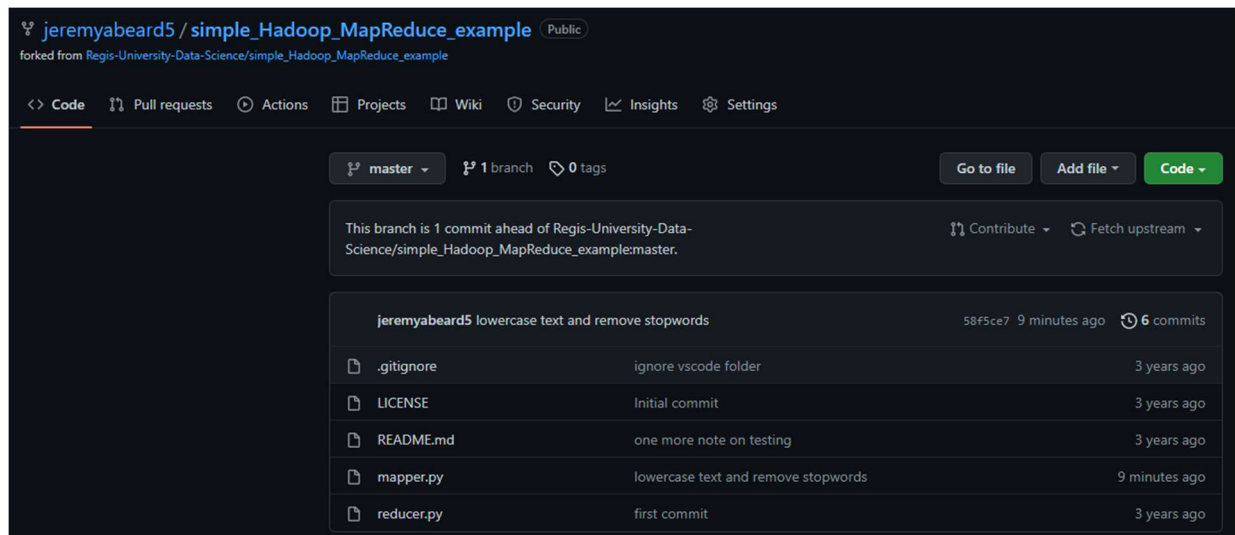 jeremyabeard5 / simple_Hadoop_MapReduce_example Public
forked from Regis-University-Data-Science/simple_Hadoop_MapReduce_example
<> Code Pull requests Actions Projects Wiki Security Insights Settings
master 1 branch 0 tags Go to file Add file Code
This branch is 1 commit ahead of Regis-University-Data- Contribute Fetch upstream
Science/simple_Hadoop_MapReduce_example:master.
jeremyabeard5 lowercase text and remove stopwords 58f5ce7 9 minutes ago 6 commits
.gitignore ignore vscode folder 3 years ago
LICENSE Initial commit 3 years ago
README.md one more note on testing 3 years ago
mapper.py lowercase text and remove stopwords 9 minutes ago
reducer.py first commit 3 years ago